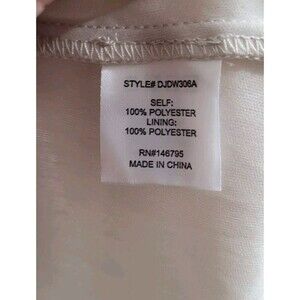 STYLE# DJDW306A
SELF:
100% POLYESTER
LINING:
100% POLYESTER
RN#146795
MADE IN CHINA